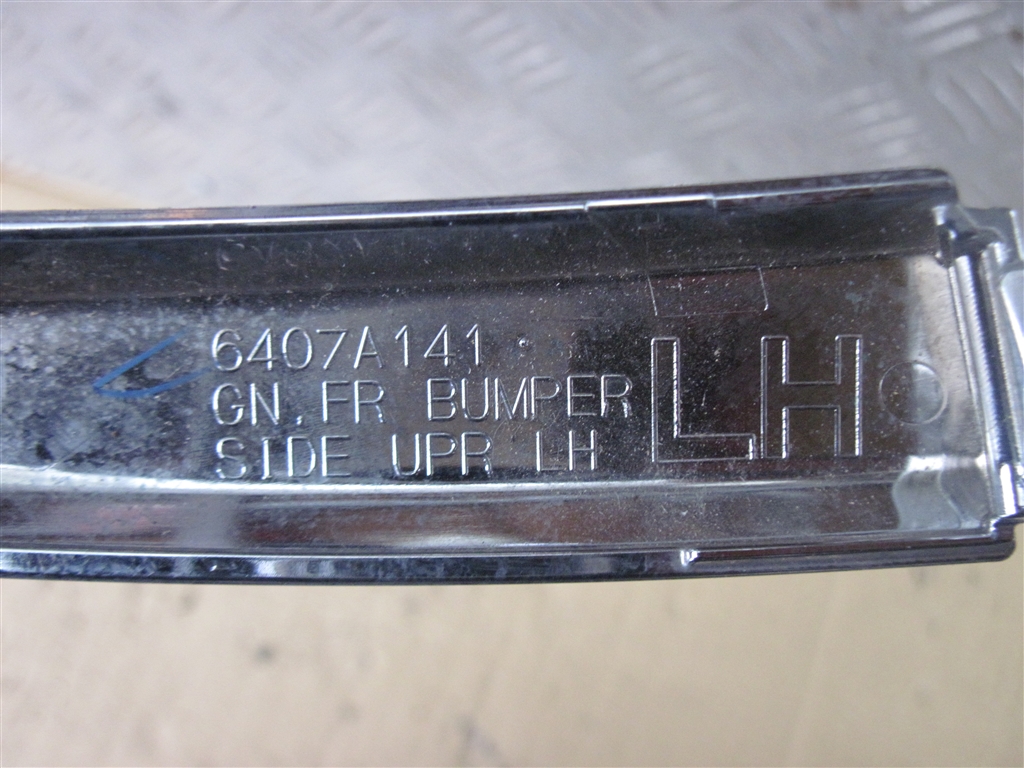 6407A141
GN,FR BUMPER
SIDE UPR LH
LH